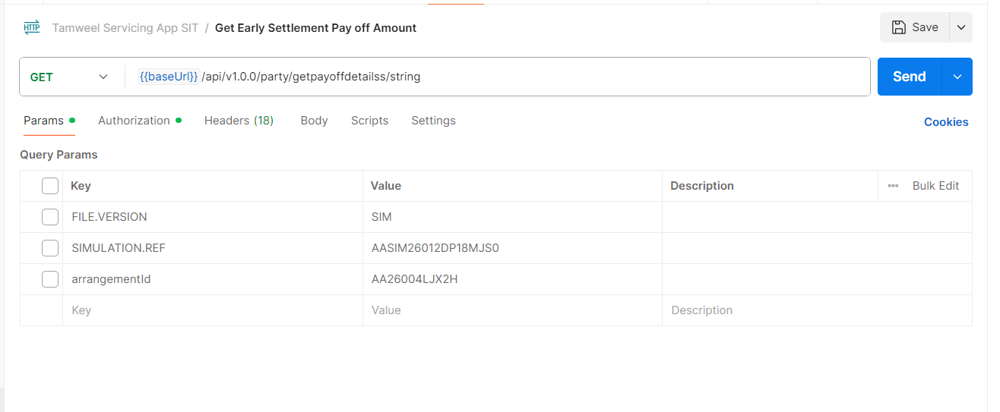 HTTP Tamweel Servicing App SIT / Get Early Settlement Pay off Amount Save
GET {{baseUrl}}/api/v1.0.0/party/getpayoffdetailss/string Send
Params Authorization Headers (18) Body Scripts Settings Cookies
Query Params
Key Value Description Bulk Edit
FILE.VERSION SIM
SIMULATION.REF AASIM26012DP18MJS0
arrangementId AA26004LJX2H
Key Value Description